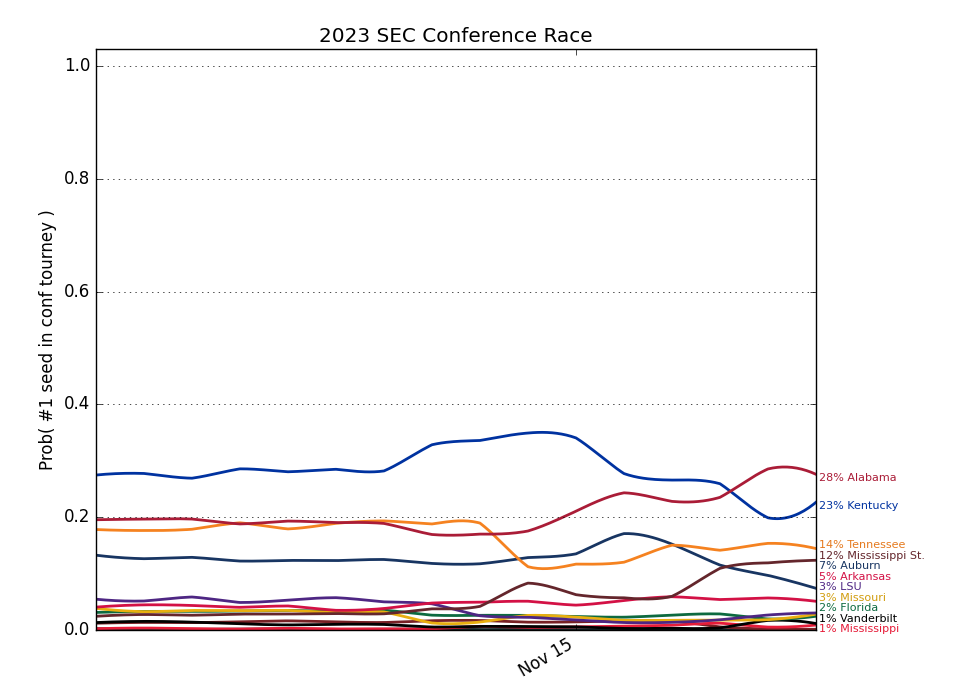 2023 SEC Conference Race
Prob( #1 seed in conf tourney )
1.0
0.8
0.6
0.4
0.2
0.0
Nov 15
28% Alabama
23% Kentucky
14% Tennessee
12% Mississippi St.
7% Auburn
5% Arkansas
3% LSU
3% Missouri
2% Florida
1% Vanderbilt
1% Mississippi